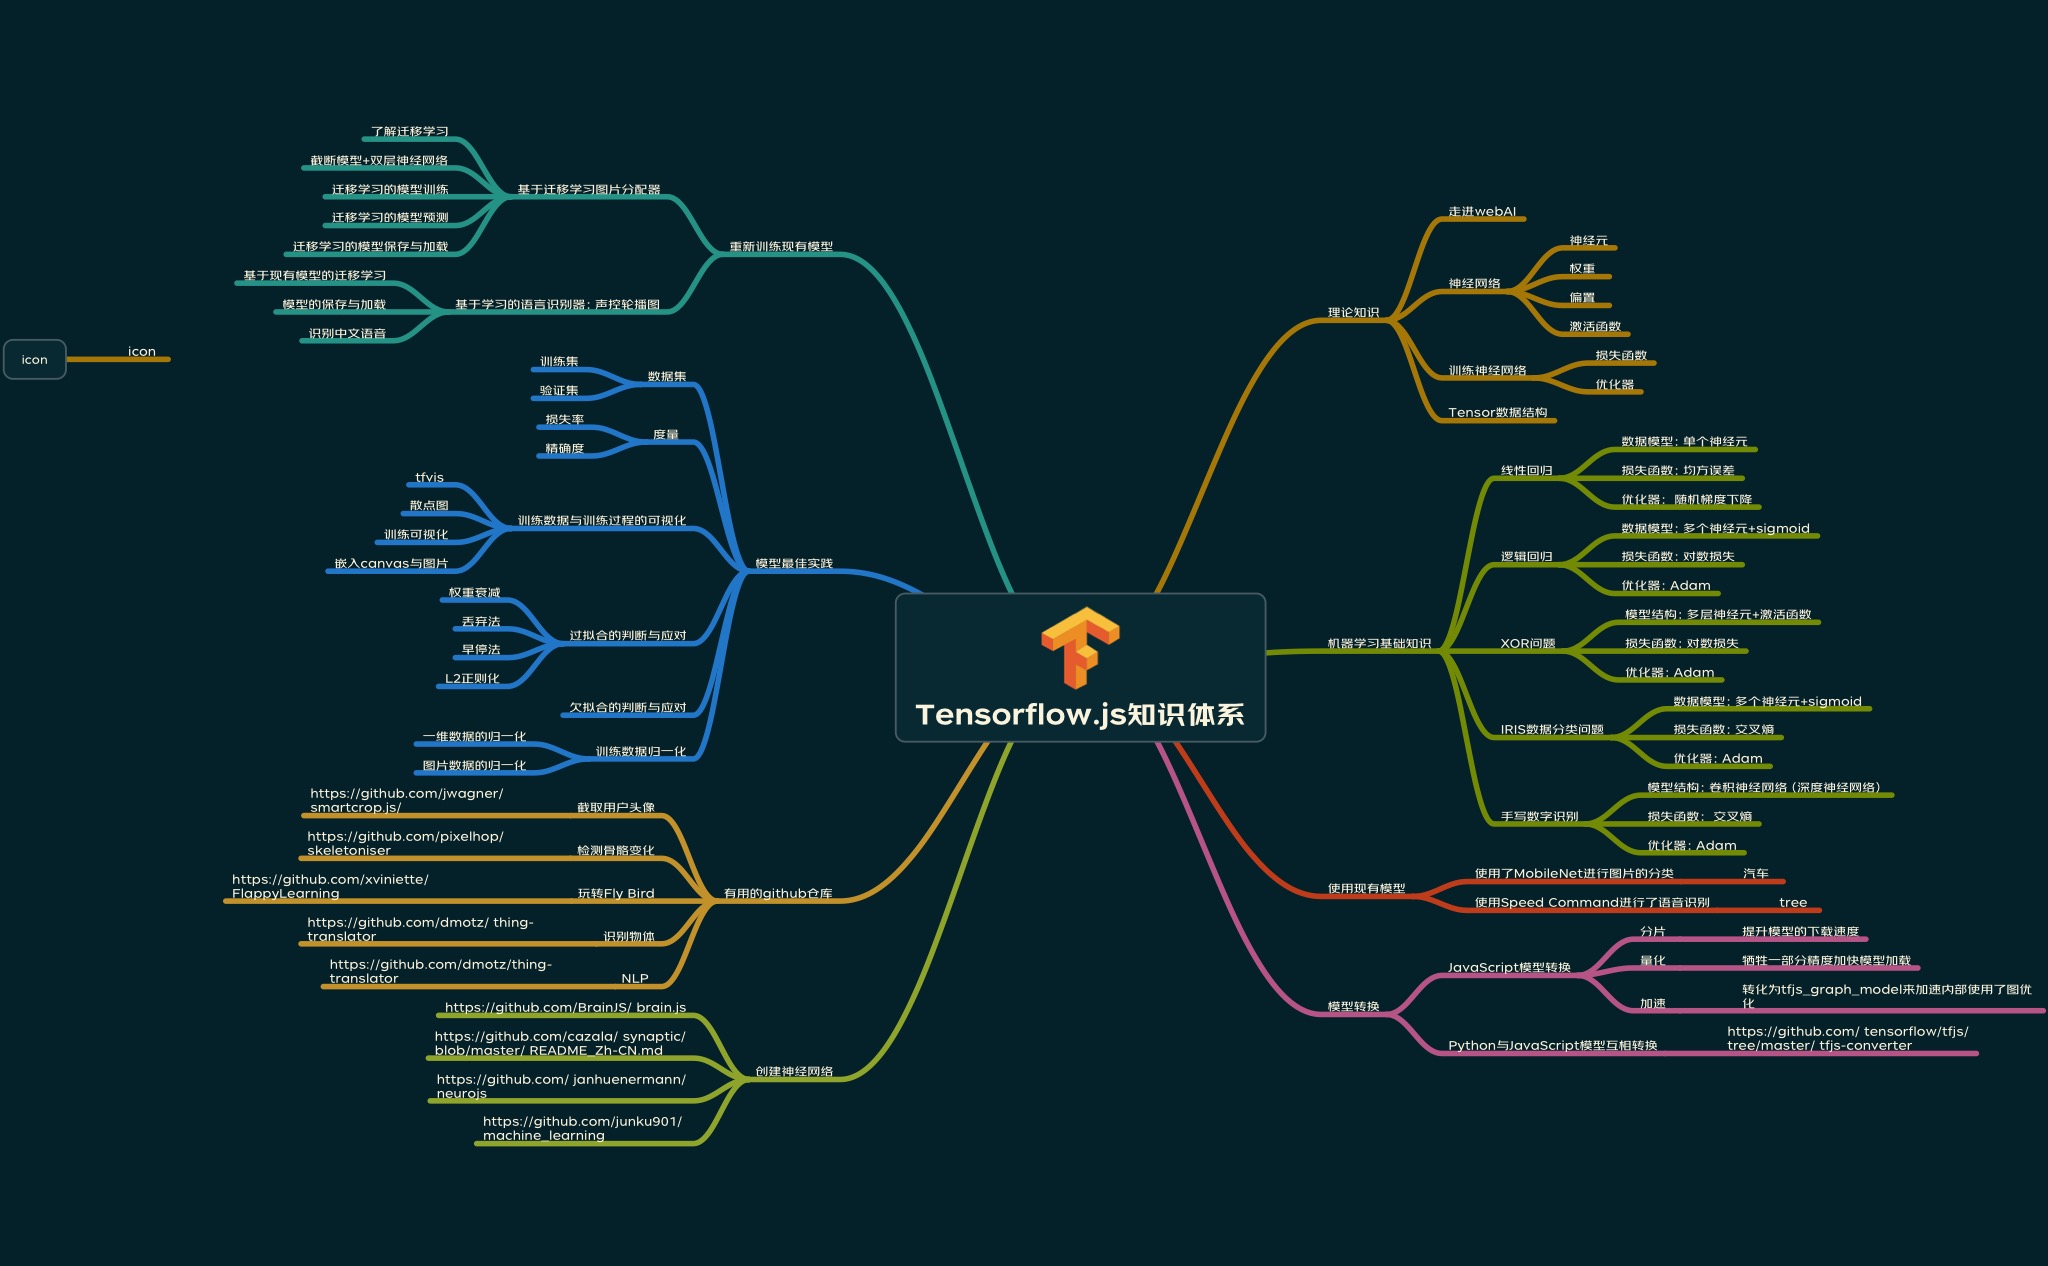 Tensorflow.js知识体系
理论知识
走进webAI
神经网络
神经元
权重
偏置
激活函数
训练神经网络
损失函数
优化器
Tensor数据结构
机器学习基础知识
线性回归
数据模型: 单个神经元
损失函数: 均方误差
优化器: 随机梯度下降
逻辑回归
数据模型: 多个神经元+sigmoid
损失函数: 对数损失
优化器: Adam
XOR问题
模型结构: 多层神经元+激活函数
损失函数: 对数损失
优化器: Adam
IRIS数据分类问题
数据模型: 多个神经元+sigmoid
损失函数: 交叉熵
优化器: Adam
手写数字识别
模型结构: 卷积神经网络 (深度神经网络)
损失函数: 交叉熵
优化器: Adam
使用现有模型
使用了MobileNet进行图片的分类
汽车
使用Speed Command进行了语音识别
tree
模型转换
JavaScript模型转换
分片
提升模型的下载速度
量化
牺牲一部分精度加快模型加载
加速
转化为tfjs_graph_model来加速内部使用了图优
化
Python与JavaScript模型互相转换
https://github.com/ tensorflow/tfjs/
tree/master/ tfjs-converter
重新训练现有模型
基于迁移学习图片分配器
了解迁移学习
截断模型+双层神经网络
迁移学习的模型训练
迁移学习的模型预测
迁移学习的模型保存与加载
基于学习的语言识别器: 声控轮播图
基于现有模型的迁移学习
模型的保存与加载
识别中文语音
模型最佳实践
数据集
训练集
验证集
度量
损失率
精确度
训练数据与训练过程的可视化
tfvis
散点图
训练可视化
嵌入canvas与图片
过拟合的判断与应对
权重衰减
丢弃法
早停法
L2正则化
欠拟合的判断与应对
训练数据归一化
一维数据的归一化
图片数据的归一化
有用的github仓库
截取用户头像
https://github.com/jwagner/
smartcrop.js/
检测骨骼变化
https://github.com/pixelhop/
skeletoniser
玩转Fly Bird
https://github.com/xviniette/
FlappyLearning
识别物体
https://github.com/dmotz/ thing-
translator
NLP
https://github.com/dmotz/thing-
translator
创建神经网络
https://github.com/BrainJS/ brain.js
https://github.com/cazala/ synaptic/
blob/master/ README_Zh-CN.md
https://github.com/ janhuenermann/
neurojs
https://github.com/junku901/
machine_learning
icon
icon